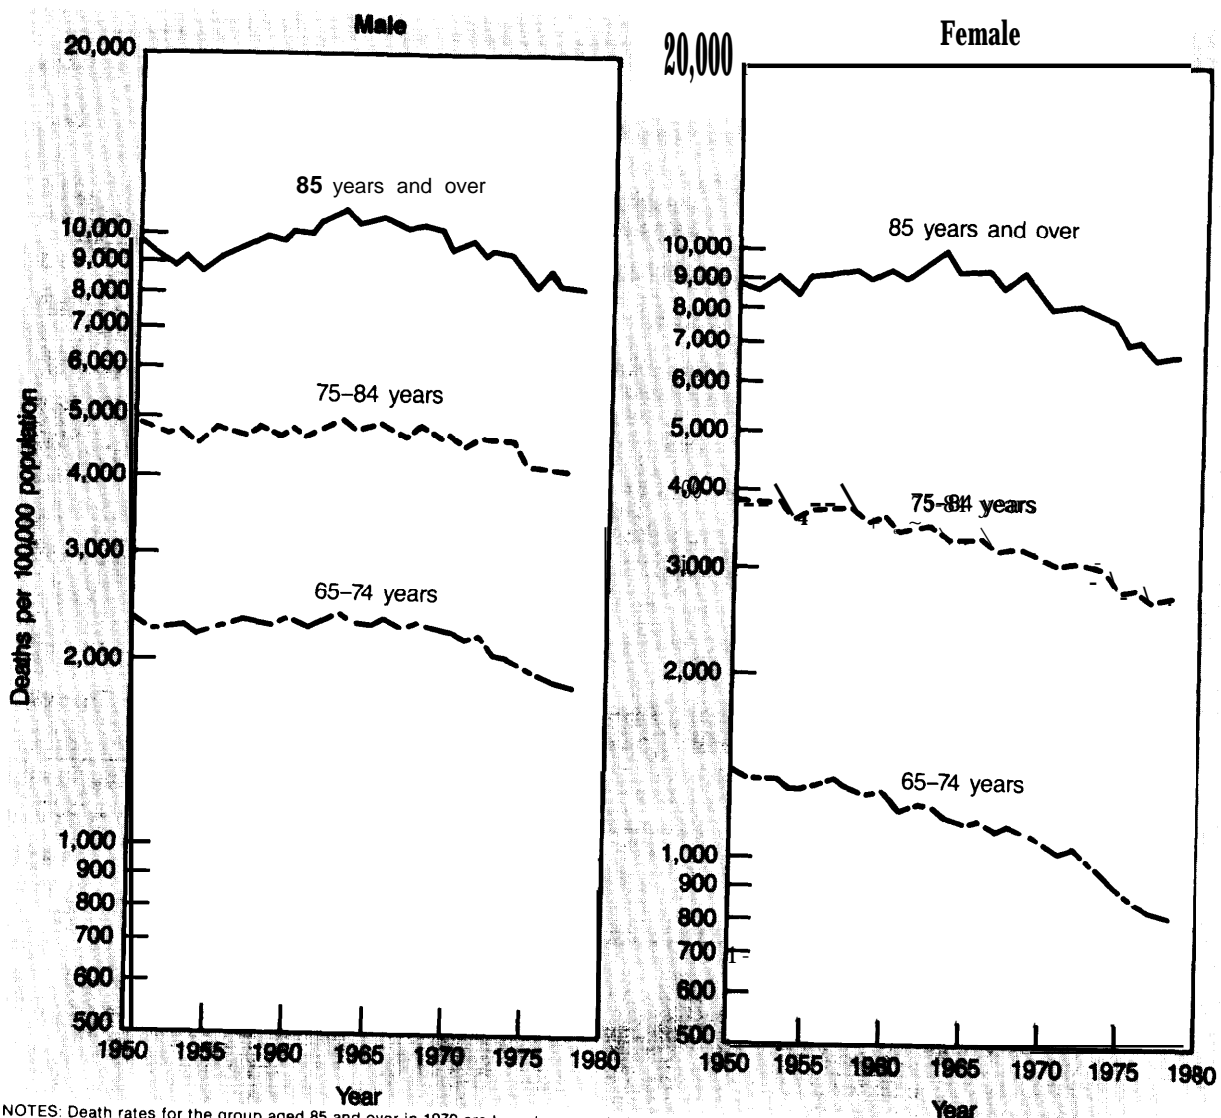 Male
20,000
10,000
9,000
8,000
7,000
6,000
5,000
4,000
3,000
2,000
1,000
900
800
700
600
500
85 years and over
75–84 years
65–74 years
Deaths per 100,000 population
1950 1955 1960 1965 1970 1975 1980
Year
Female
20,000
10,000
9,000
8,000
7,000
6,000
5,000
4,000
3,000
2,000
1,000
900
800
700
600
500
85 years and over
75–84 years
65–74 years
1950 1955 1960 1965 1970 1975 1980
Year
NOTES: Death rates for the group aged 85 and over in 1979